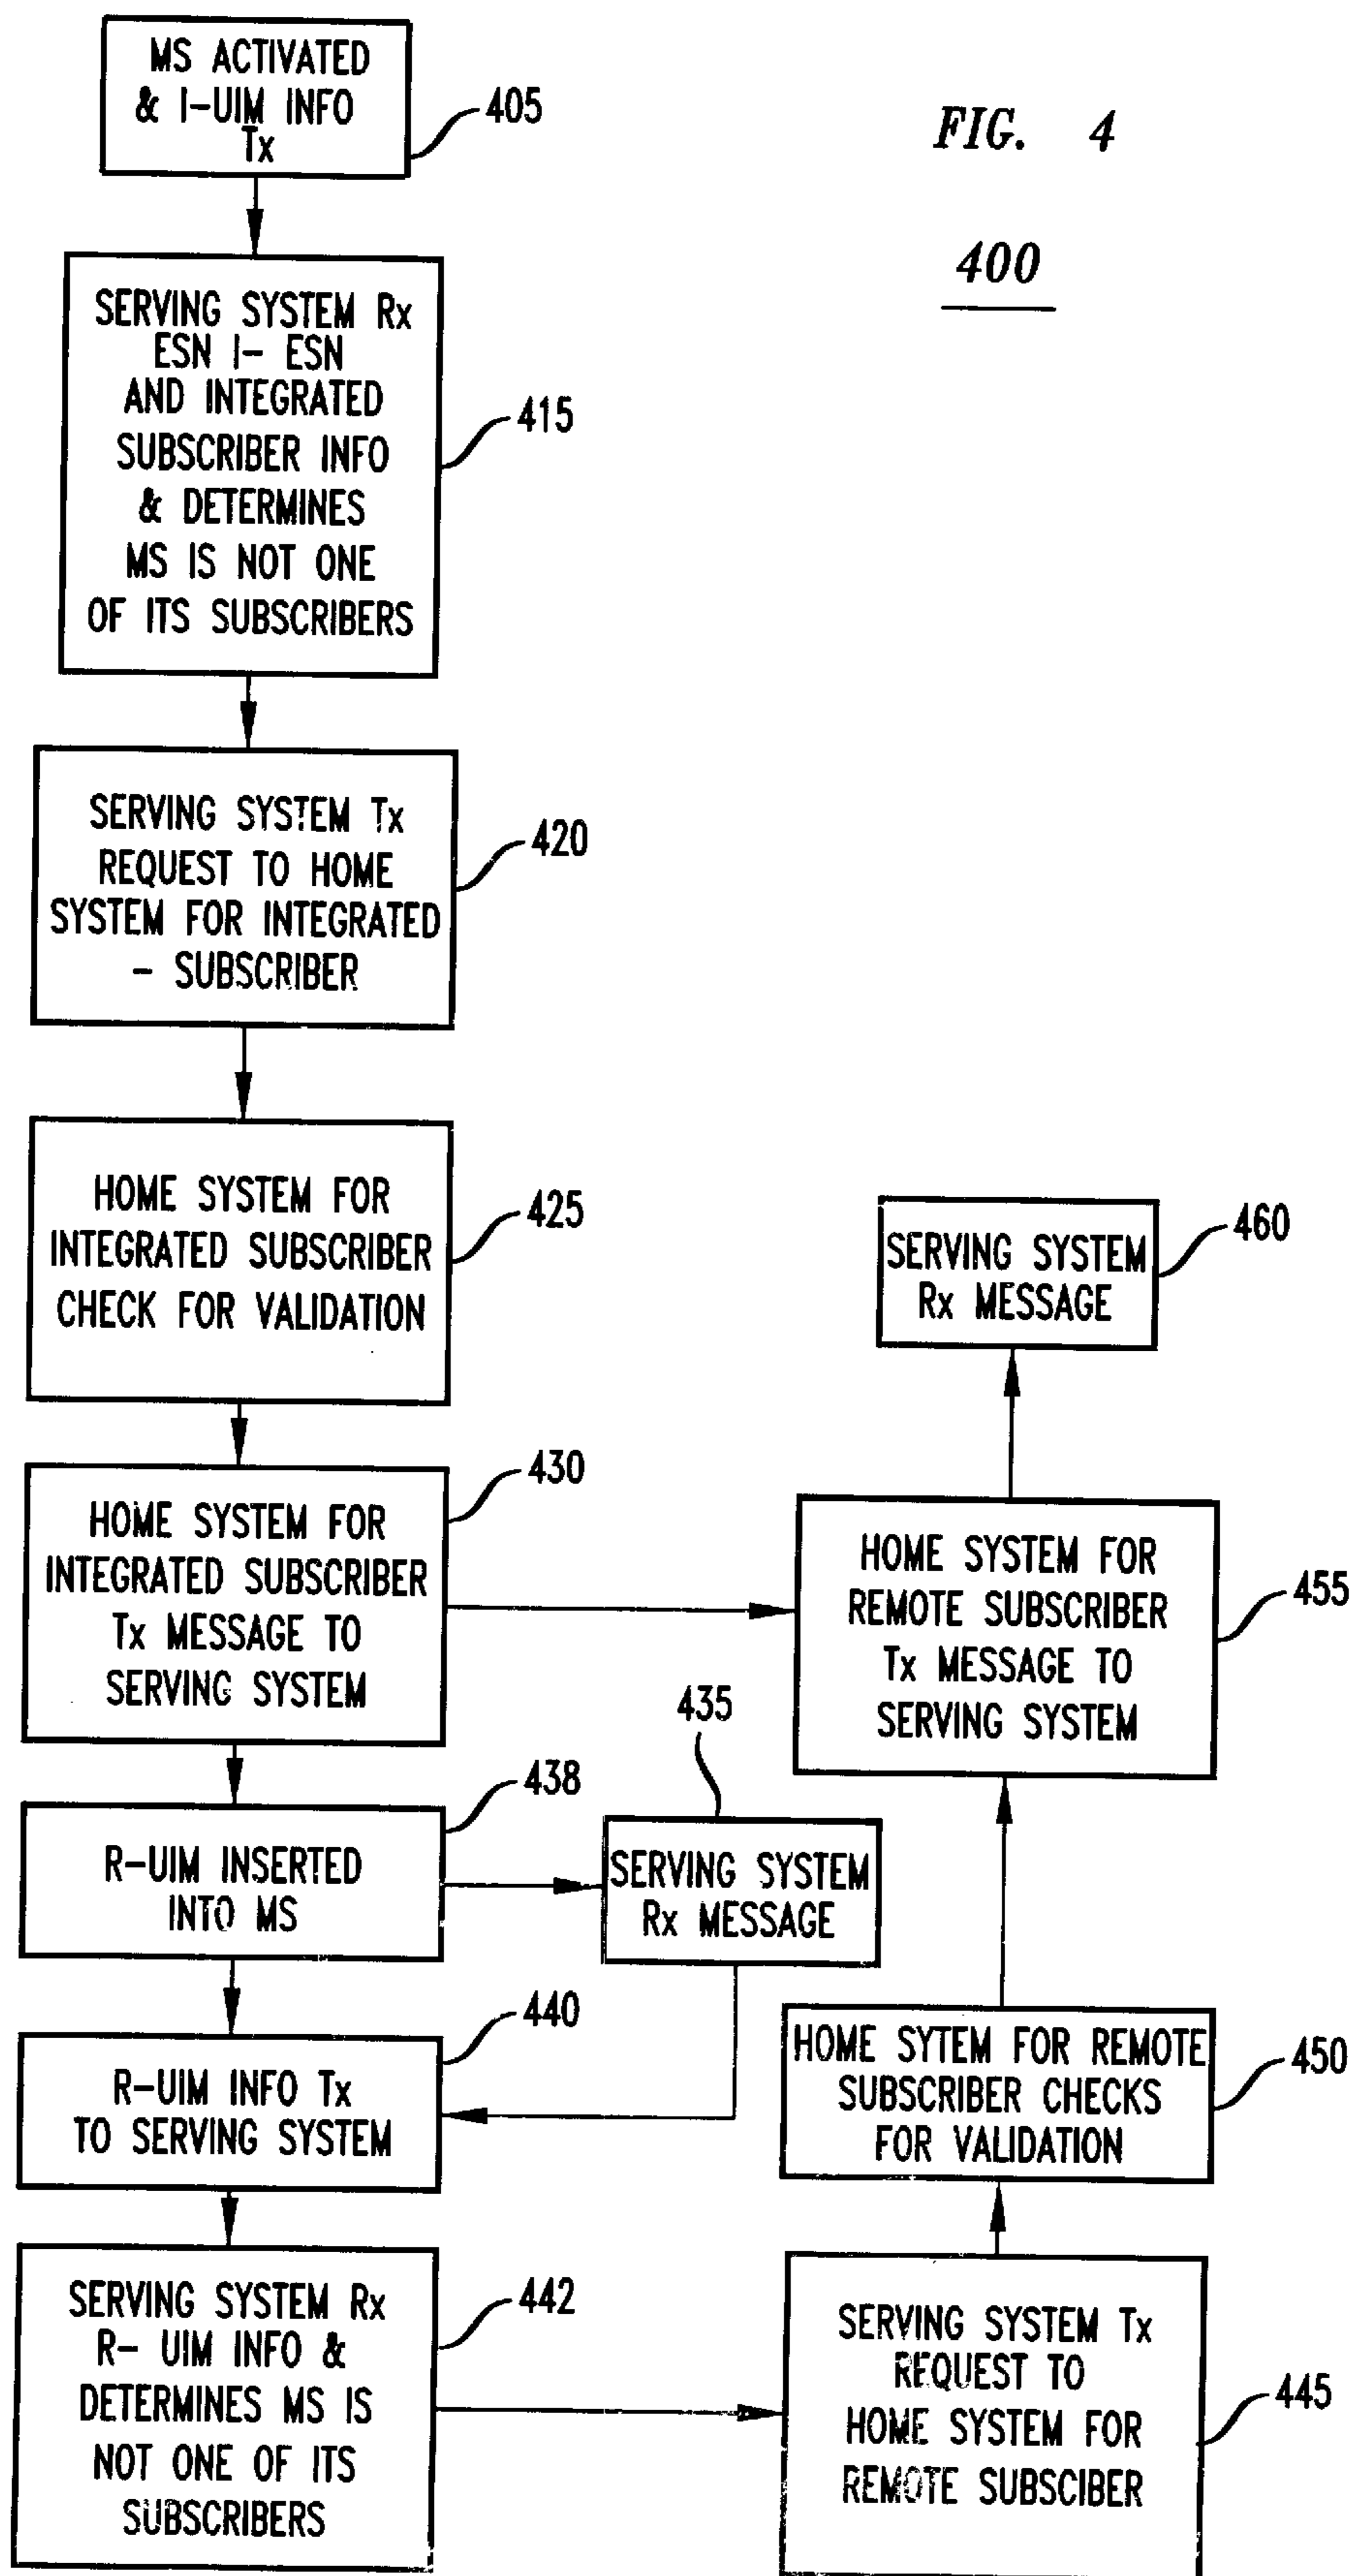 MS ACTIVATED
& I-UIM INFO
Tx
405
FIG. 4
400
SERVING SYSTEM Rx
ESN I- ESN
AND INTEGRATED
SUBSCRIBER INFO
& DETERMINES
MS IS NOT ONE
OF ITS SUBSCRIBERS
415
SERVING SYSTEM Tx
REQUEST TO HOME
SYSTEM FOR INTEGRATED
- SUBSCRIBER
420
HOME SYSTEM FOR
INTEGRATED SUBSCRIBER
CHECK FOR VALIDATION
425
SERVING SYSTEM
Rx MESSAGE
460
HOME SYSTEM FOR
INTEGRATED SUBSCRIBER
Tx MESSAGE TO
SERVING SYSTEM
430
HOME SYSTEM FOR
REMOTE SUBSCRIBER
Tx MESSAGE TO
SERVING SYSTEM
455
R-UIM INSERTED
INTO MS
438
435
SERVING SYSTEM
Rx MESSAGE
R-UIM INFO Tx
TO SERVING SYSTEM
440
HOME SYTEM FOR REMOTE
SUBSCRIBER CHECKS
FOR VALIDATION
450
SERVING SYSTEM Rx
R- UIM INFO &
DETERMINES MS IS
NOT ONE OF ITS
SUBSCRIBERS
442
SERVING SYSTEM Tx
REQUEST TO
HOME SYSTEM FOR
REMOTE SUBSCIBER
445